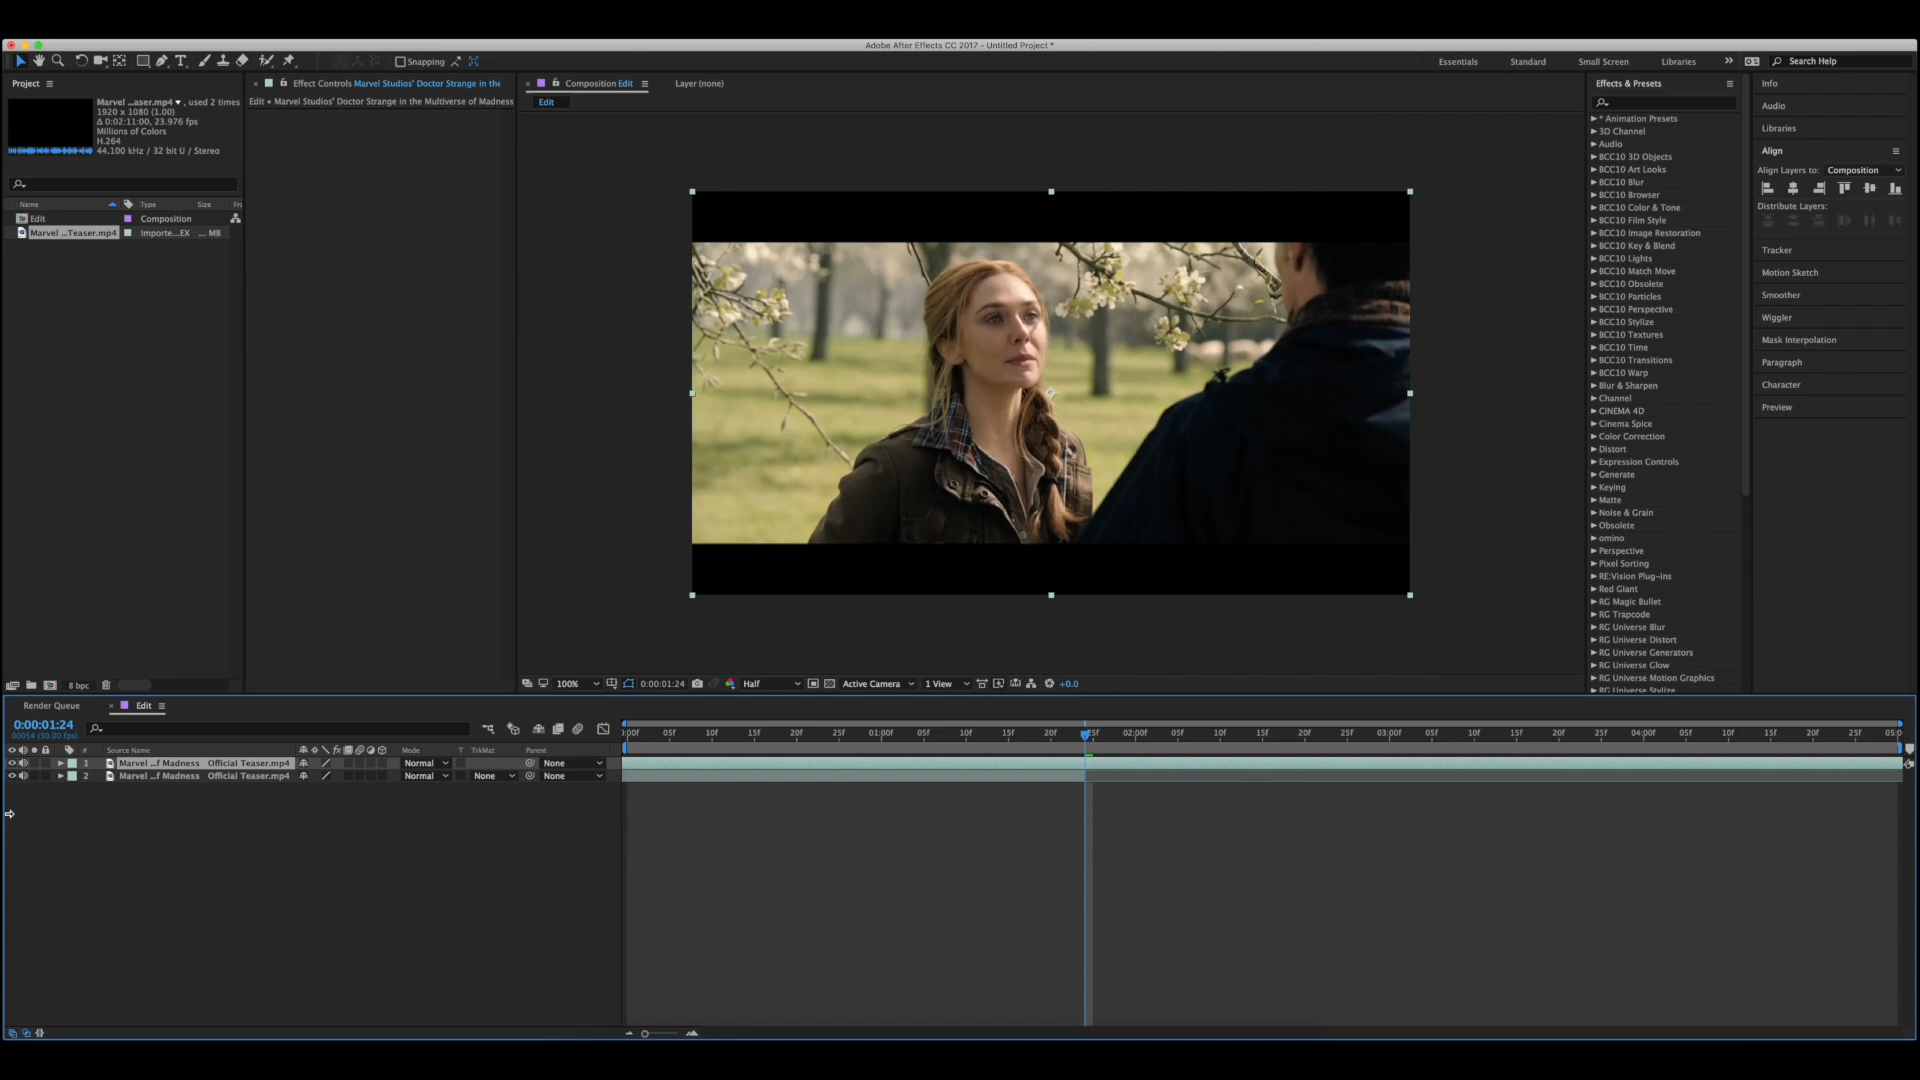 Adobe After Effects CC 2017 - Untitled Project *
Snapping
Essentials
Standard
Small Screen
Libraries
Search Help
Project
Marvel ...aser.mp4 , used 2 times
1920 x 1080 (1.00)
Δ 0:02:11:00, 23.976 fps
Millions of Colors
H.264
44.100 kHz / 32 bit U / Stereo
Name
Type
Size
Fra
Edit
Composition
Marvel ...Teaser.mp4
Importe...EX
... MB
8 bpc
Effect Controls Marvel Studios' Doctor Strange in the
Edit • Marvel Studios' Doctor Strange in the Multiverse of Madness
Composition Edit
Layer (none)
Edit
100%
0:00:01:24
Half
Active Camera
1 View
+0.0
Effects & Presets
* Animation Presets
3D Channel
Audio
BCC10 3D Objects
BCC10 Art Looks
BCC10 Blur
BCC10 Browser
BCC10 Color & Tone
BCC10 Film Style
BCC10 Image Restoration
BCC10 Key & Blend
BCC10 Lights
BCC10 Match Move
BCC10 Obsolete
BCC10 Particles
BCC10 Perspective
BCC10 Stylize
BCC10 Textures
BCC10 Time
BCC10 Transitions
BCC10 Warp
Blur & Sharpen
Channel
CINEMA 4D
Cinema Spice
Color Correction
Distort
Expression Controls
Generate
Keying
Matte
Noise & Grain
Obsolete
omino
Perspective
Pixel Sorting
RE:Vision Plug-ins
Red Giant
RG Magic Bullet
RG Trapcode
RG Universe Blur
RG Universe Distort
RG Universe Generators
RG Universe Glow
RG Universe Motion Graphics
RG Universe Stylize
Info
Audio
Libraries
Align
Align Layers to: Composition
Distribute Layers:
Tracker
Motion Sketch
Smoother
Wiggler
Mask Interpolation
Paragraph
Character
Preview
Render Queue
Edit
0:00:01:24
00054 (30.00 fps)
# Source Name
fx
Mode
T TrkMat
Parent
1 Marvel ...f Madness Official Teaser.mp4
Normal
None
2 Marvel ...f Madness Official Teaser.mp4
Normal
None
None
):00f 05f 10f 15f 20f 25f 01:00f 05f 10f 15f 20f 25f 02:00f 05f 10f 15f 20f 25f 03:00f 05f 10f 15f 20f 25f 04:00f 05f 10f 15f 20f 25f 05:0